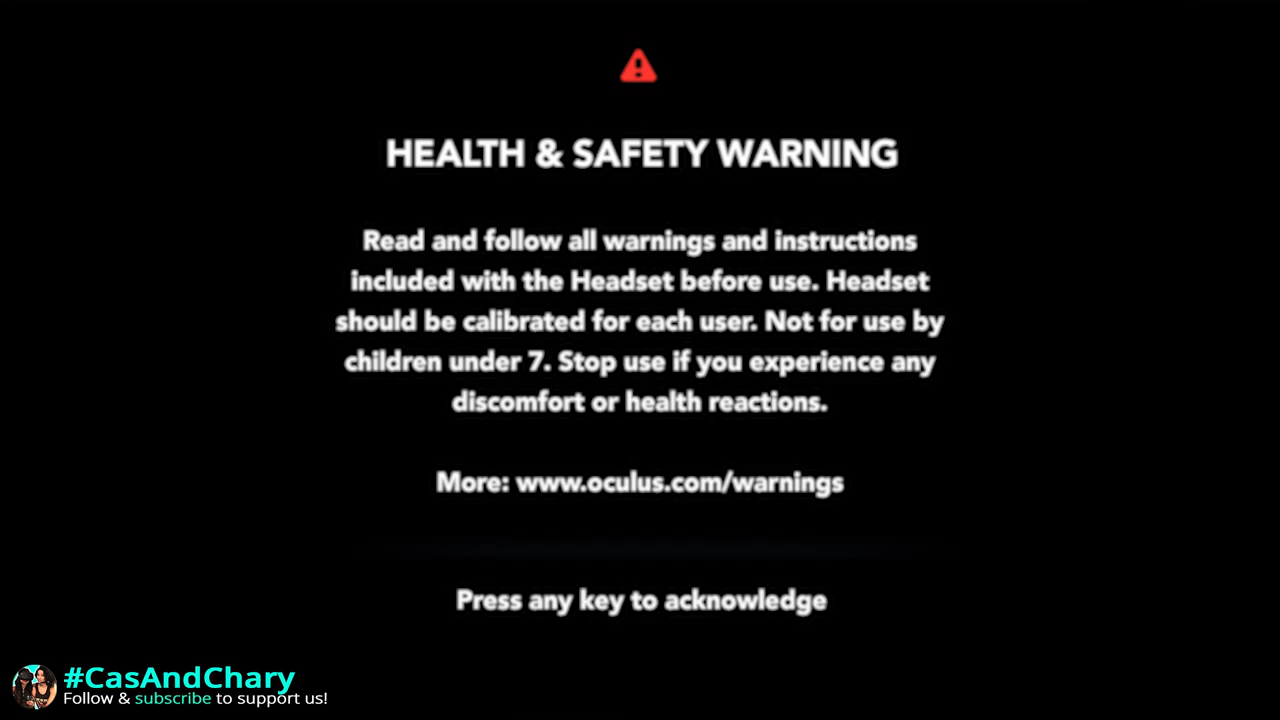 HEALTH & SAFETY WARNING
Read and follow all warnings and instructions
included with the Headset before use. Headset
should be calibrated for each user. Not for use by
children under 7. Stop use if you experience any
discomfort or health reactions.
More: www.oculus.com/warnings
Press any key to acknowledge
#CasAndChary
Follow & subscribe to support us!